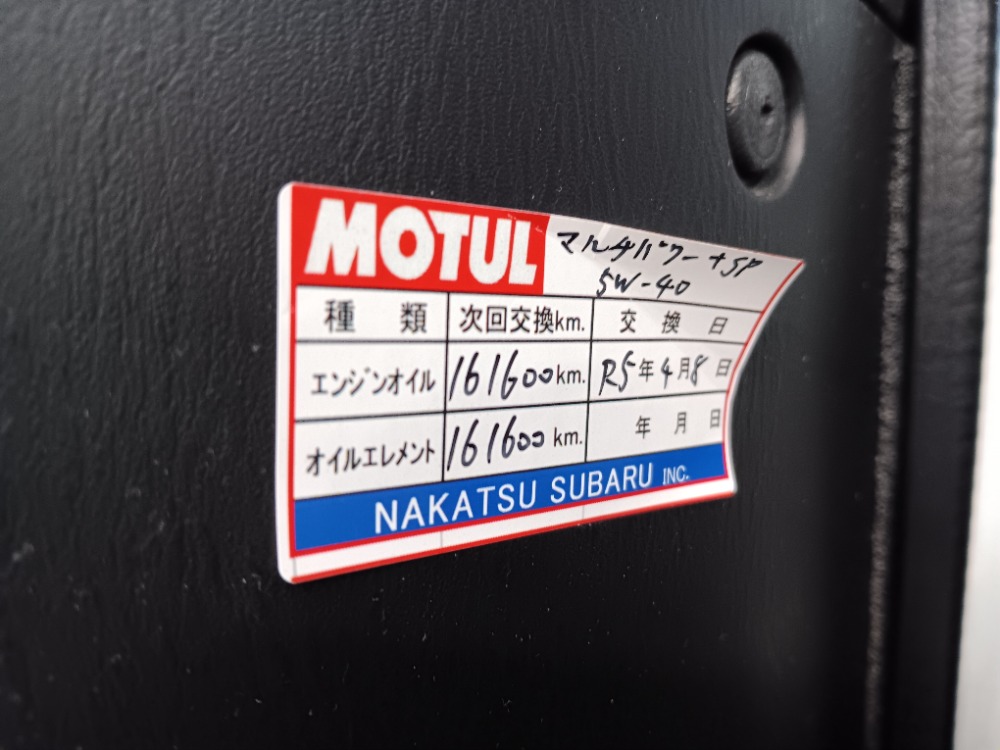 MOTUL
マルチパワー+SP
5W-40
種 類 次回交換km. 交 換 日
エンジンオイル 161600km. R5年4月8日
オイルエレメント 161600km. 年 月 日
NAKATSU SUBARU INC.